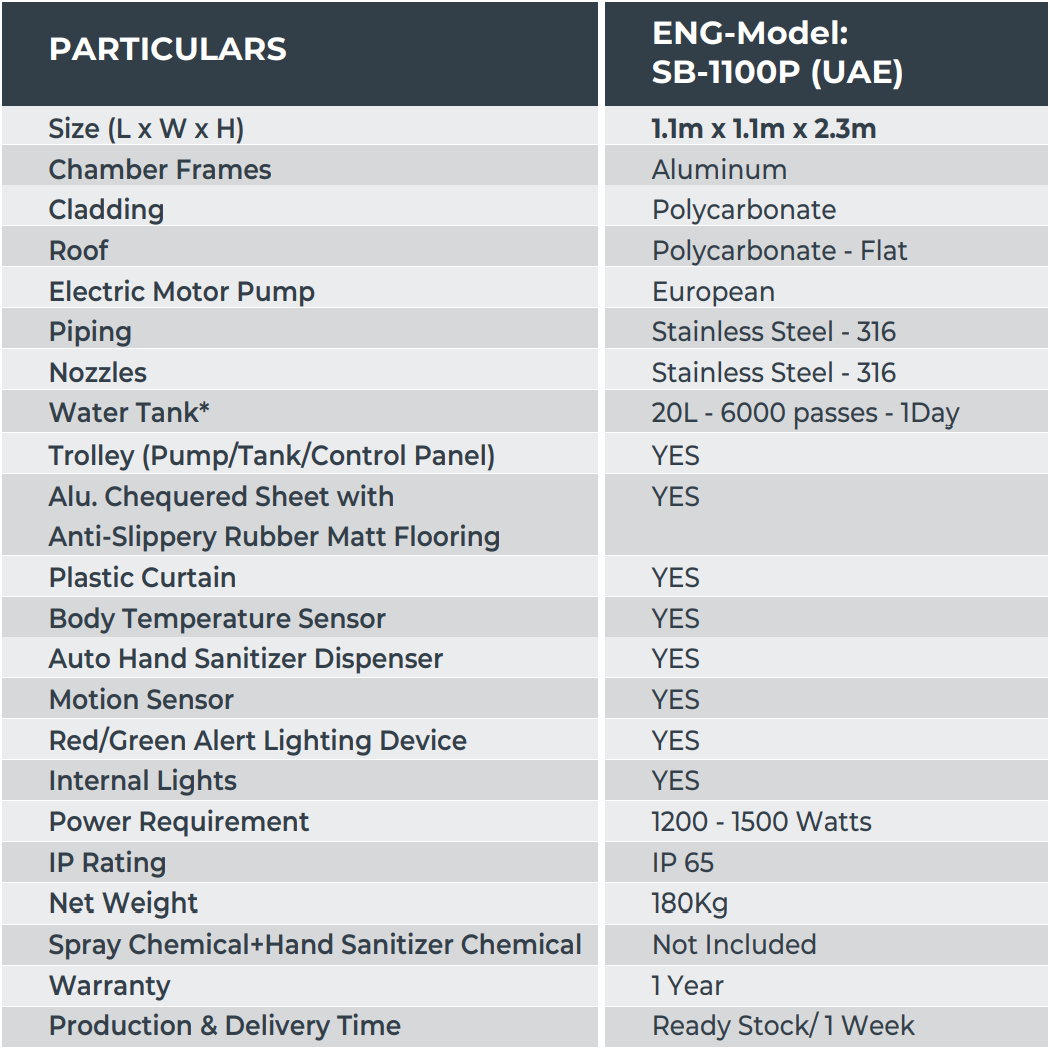 PARTICULARS
ENG-Model:
SB-1100P (UAE)
Size (L x W x H)
1.1m x 1.1m x 2.3m
Chamber Frames
Aluminum
Cladding
Polycarbonate
Roof
Polycarbonate - Flat
Electric Motor Pump
European
Piping
Stainless Steel - 316
Nozzles
Stainless Steel - 316
Water Tank*
20L - 6000 passes - 1Day
Trolley (Pump/Tank/Control Panel)
YES
Alu. Chequered Sheet with
YES
Anti-Slippery Rubber Matt Flooring
Plastic Curtain
YES
Body Temperature Sensor
YES
Auto Hand Sanitizer Dispenser
YES
Motion Sensor
YES
Red/Green Alert Lighting Device
YES
Internal Lights
YES
Power Requirement
1200 - 1500 Watts
IP Rating
IP 65
Net Weight
180Kg
Spray Chemical+Hand Sanitizer Chemical
Not Included
Warranty
1 Year
Production & Delivery Time
Ready Stock/ 1 Week